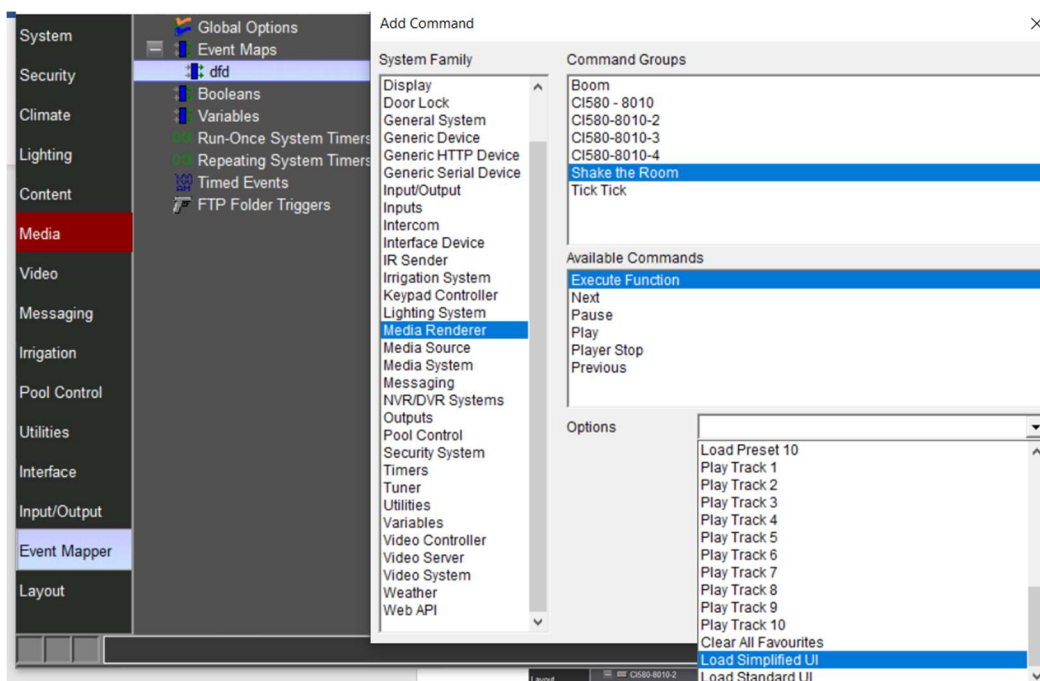 System
Security
Climate
Lighting
Content
Media
Video
Messaging
Irrigation
Pool Control
Utilities
Interface
Input/Output
Event Mapper
Layout
Global Options
Event Maps
dfd
Booleans
Variables
Run-Once System Timers
Repeating System Timers
Timed Events
FTP Folder Triggers
Add Command
System Family
Display
Door Lock
General System
Generic Device
Generic HTTP Device
Generic Serial Device
Input/Output
Inputs
Intercom
Interface Device
IR Sender
Irrigation System
Keypad Controller
Lighting System
Media Renderer
Media Source
Media System
Messaging
NVR/DVR Systems
Outputs
Pool Control
Security System
Timers
Tuner
Utilities
Variables
Video Controller
Video Server
Video System
Weather
Web API
Command Groups
Boom
CI580 - 8010
CI580-8010-2
CI580-8010-3
CI580-8010-4
Shake the Room
Tick Tick
Available Commands
Execute Function
Next
Pause
Play
Player Stop
Previous
Options
Load Preset 10
Play Track 1
Play Track 2
Play Track 3
Play Track 4
Play Track 5
Play Track 6
Play Track 7
Play Track 8
Play Track 9
Play Track 10
Clear All Favourites
Load Simplified UI
Load Standard UI
Layout
CI580-8010-2